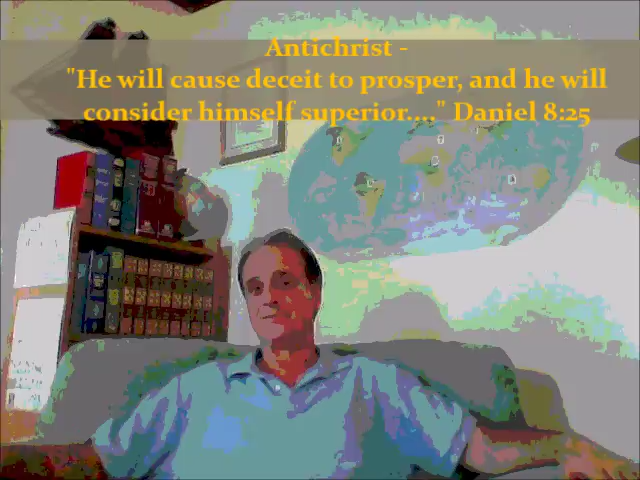 Antichrist -
"He will cause deceit to prosper, and he will
consider himself superior...." Daniel 8:25